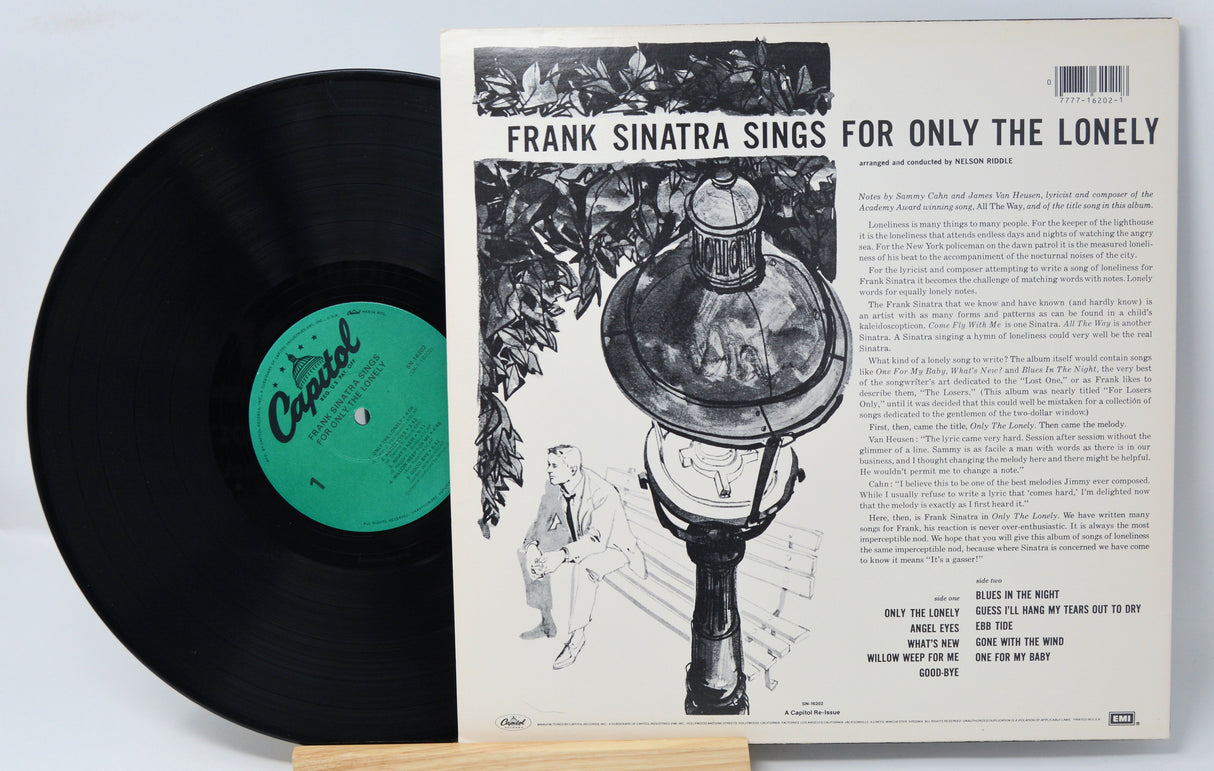 0
7777-16202-1
FRANK SINATRA SINGS FOR ONLY THE LONELY
arranged and conducted by NELSON RIDDLE
Notes by Sammy Cahn and James Van Heusen, lyricist and composer of the
Academy Award winning song, All The Way, and of the title song in this album.
Loneliness is many things to many people. For the keeper of the lighthouse
it is the loneliness that attends endless days and nights of watching the angry
sea. For the New York policeman on the dawn patrol it is the measured loneli-
ness of his beat to the accompaniment of the nocturnal noises of the city.
For the lyricist and composer attempting to write a song of loneliness for
Frank Sinatra it becomes the challenge of matching words with notes. Lonely
words for equally lonely notes.
The Frank Sinatra that we know and have known (and hardly know) is
an artist with as many forms and patterns as can be found in a child's
kaleidoscopticon. Come Fly With Me is one Sinatra. All The Way is another
Sinatra. A Sinatra singing a hymn of loneliness could very well be the real
Sinatra.
What kind of a lonely song to write? The album itself would contain songs
like One For My Baby, What's New? and Blues In The Night, the very best
of the songwriter's art dedicated to the "Lost One," or as Frank likes to
describe them, "The Losers." (This album was nearly titled "For Losers
Only," until it was decided that this could well be mistaken for a collection of
songs dedicated to the gentlemen of the two-dollar window.)
First, then, came the title, Only The Lonely. Then came the melody.
Van Heusen: "The lyric came very hard. Session after session without the
glimmer of a line. Sammy is as facile a man with words as there is in our
business, and I thought changing the melody here and there might be helpful.
He wouldn't permit me to change a note."
Cahn: "I believe this to be one of the best melodies Jimmy ever composed.
While I usually refuse to write a lyric that 'comes hard,' I'm delighted now
that the melody is exactly as I first heard it."
Here, then, is Frank Sinatra in Only The Lonely. We have written many
songs for Frank, his reaction is never over-enthusiastic. It is always the most
imperceptible nod. We hope that you will give this album of songs of loneliness
the same imperceptible nod, because where Sinatra is concerned we have come
to know it means "It's a gasser!"
side one
ONLY THE LONELY
ANGEL EYES
WHAT'S NEW
WILLOW WEEP FOR ME
GOOD-BYE
side two
BLUES IN THE NIGHT
GUESS I'LL HANG MY TEARS OUT TO DRY
EBB TIDE
GONE WITH THE WIND
ONE FOR MY BABY
SN-16202
A Capitol Re-Issue
Capitol
EMI
Capitol
FRANK SINATRA SINGS
FOR ONLY THE LONELY
1